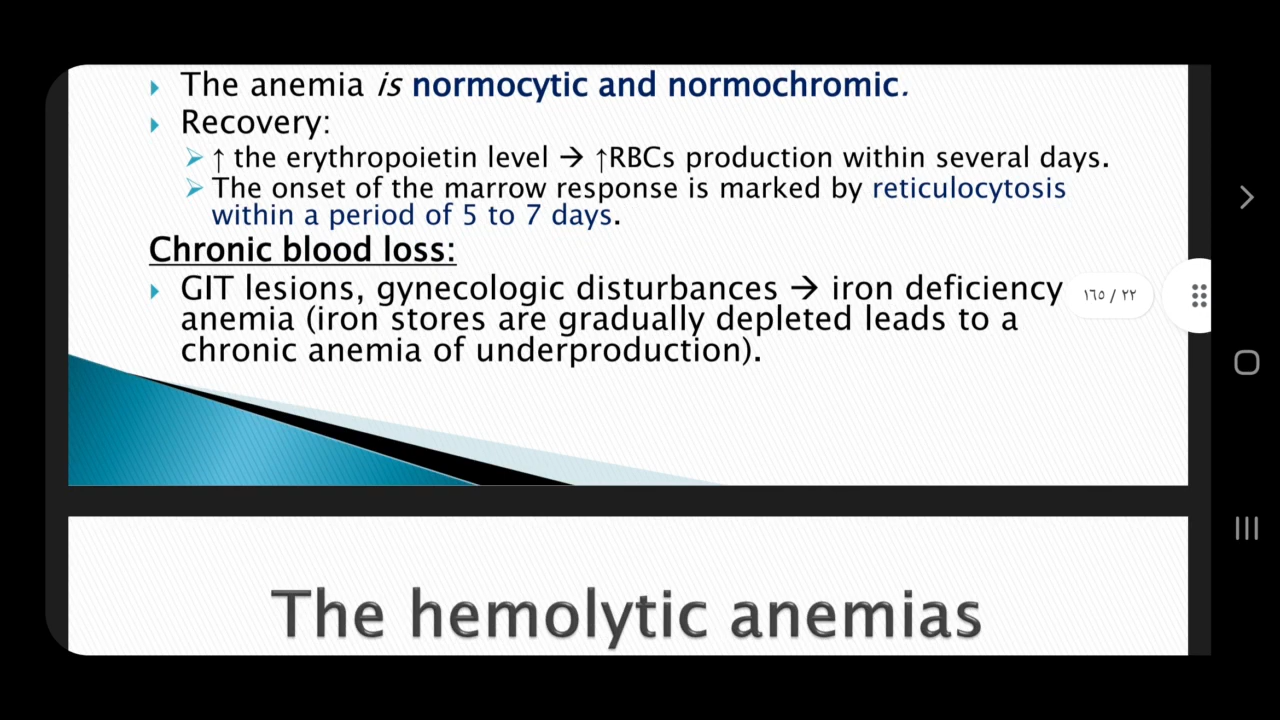 The anemia is normocytic and normochromic.
Recovery:
↑ the erythropoietin level → ↑RBCs production within several days.
The onset of the marrow response is marked by reticulocytosis
within a period of 5 to 7 days.
Chronic blood loss:
GIT lesions, gynecologic disturbances → iron deficiency
anemia (iron stores are gradually depleted leads to a
chronic anemia of underproduction).
١٦٥ / ٢٢
The hemolytic anemias